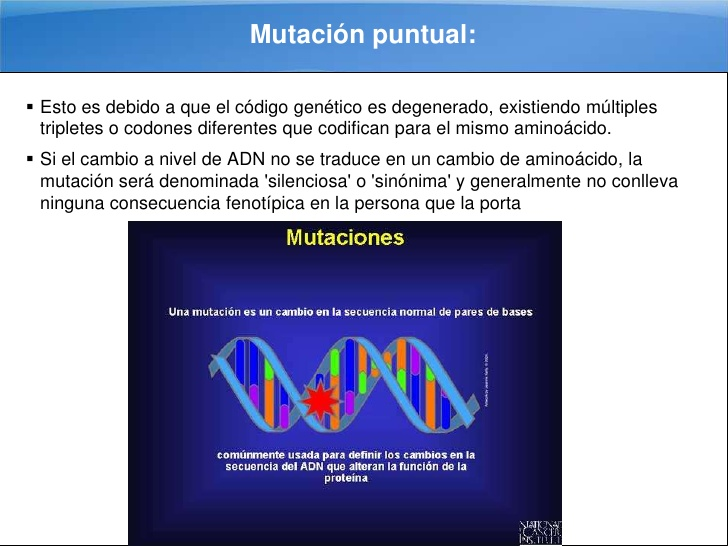 Mutación puntual:
▪ Esto es debido a que el código genético es degenerado, existiendo múltiples
tripletes o codones diferentes que codifican para el mismo aminoácido.
▪ Si el cambio a nivel de ADN no se traduce en un cambio de aminoácido, la
mutación será denominada 'silenciosa' o 'sinónima' y generalmente no conlleva
ninguna consecuencia fenotípica en la persona que la porta
Mutaciones
Una mutación es un cambio en la secuencia normal de pares de bases
comúnmente usada para definir los cambios en la
secuencia del ADN que alteran la función de la
proteína
NATIONAL
CANCER
INSTITUTE